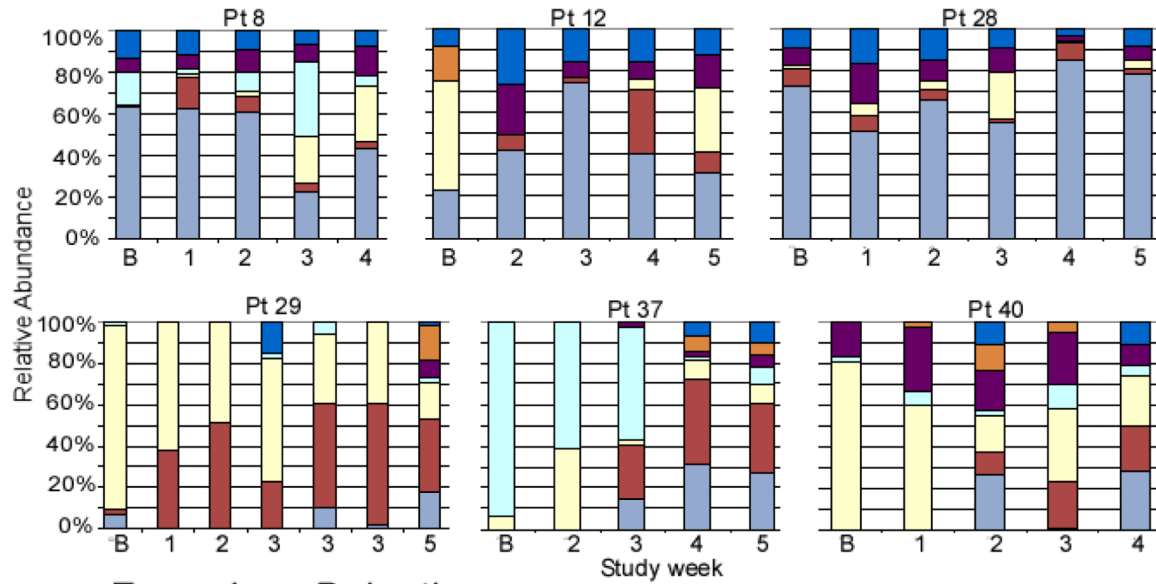 Pt 8 Pt 12 Pt 28
100%
80%
60%
40%
20%
0%
B 1 2 3 4
B 2 3 4 5
B 1 2 3 4 5
Relative Abundance
Pt 29 Pt 37 Pt 40
100%
80%
60%
40%
20%
0%
B 1 2 3 3 3 5
B 2 3 4 5
B 1 2 3 4
Study week